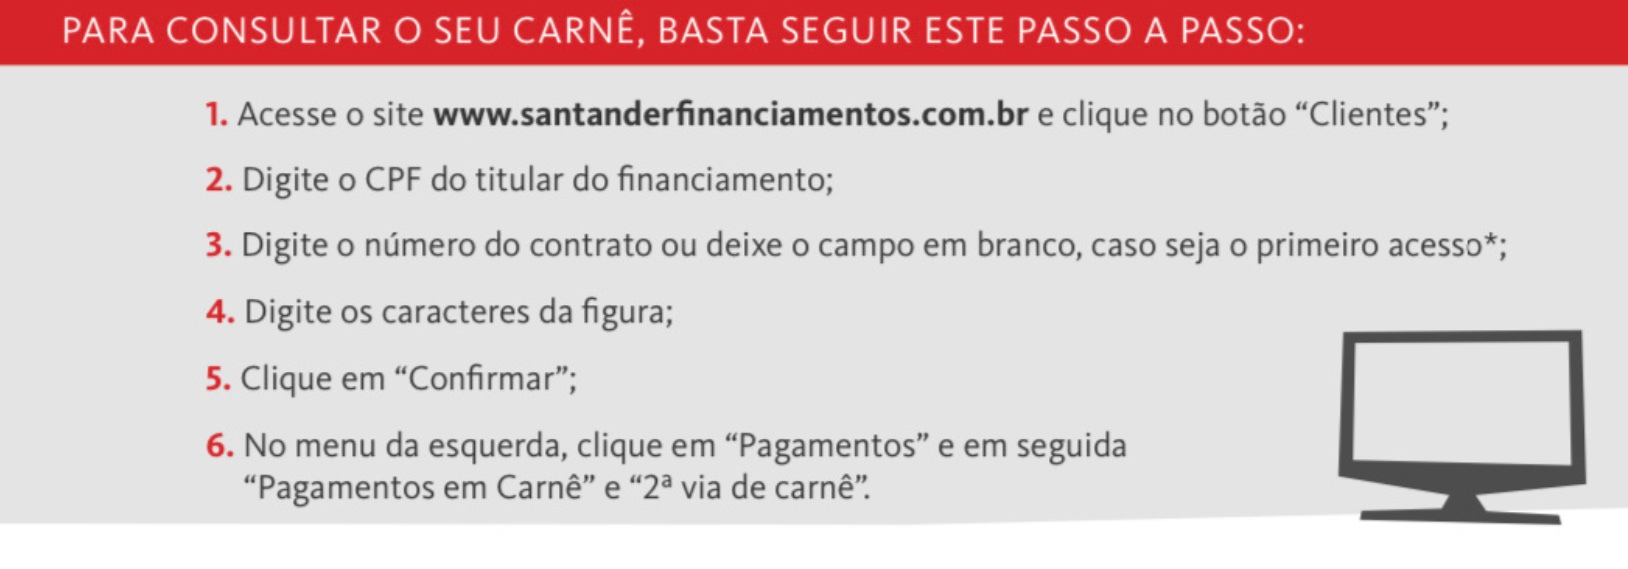 PARA CONSULTAR O SEU CARNÊ, BASTA SEGUIR ESTE PASSO A PASSO:
1. Acesse o site www.santanderfinanciamentos.com.br e clique no botão “Clientes”;
2. Digite o CPF do titular do financiamento;
3. Digite o número do contrato ou deixe o campo em branco, caso seja o primeiro acesso*;
4. Digite os caracteres da figura;
5. Clique em “Confirmar”;
6. No menu da esquerda, clique em “Pagamentos” e em seguida
“Pagamentos em Carnê” e “2ª via de carnê”.